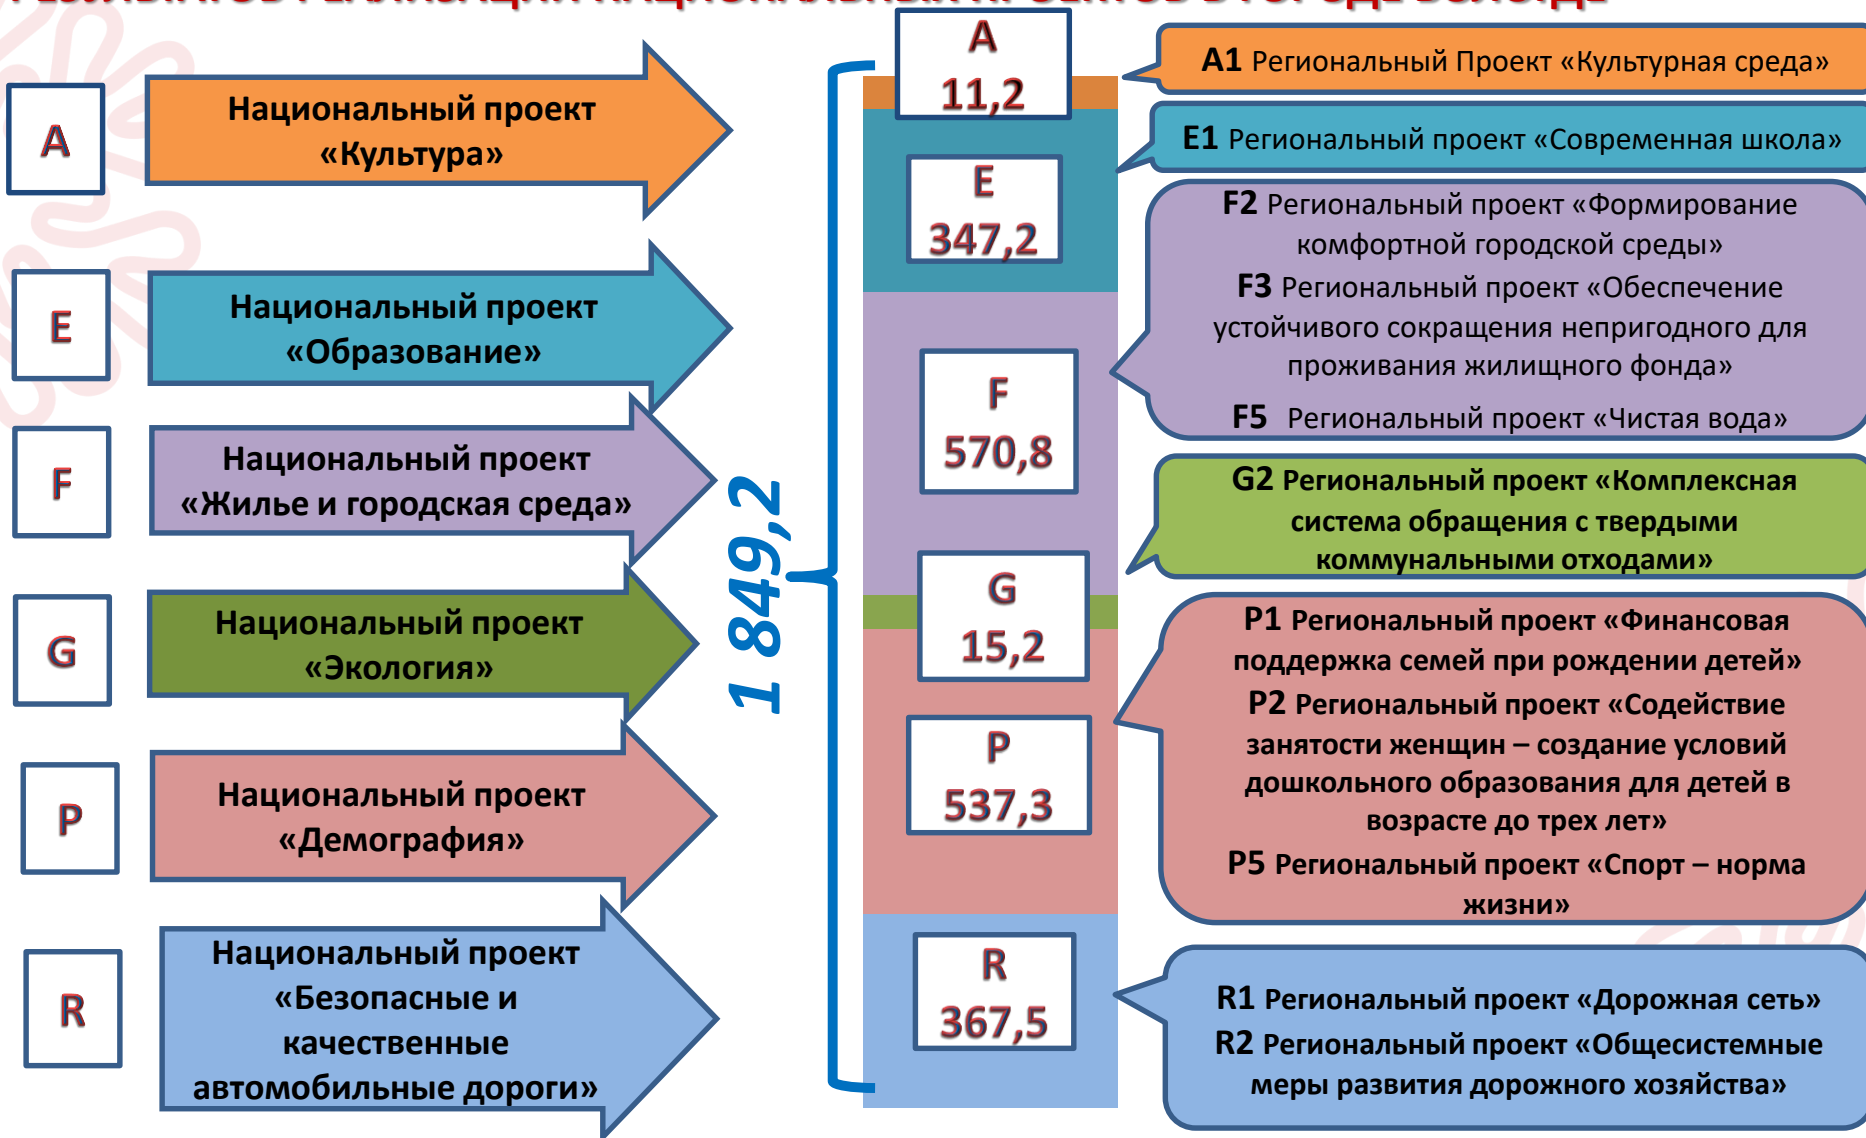 РЕЗУЛЬТАТОВ РЕАЛИЗАЦИИ НАЦИОНАЛЬНЫХ ПРОЕКТОВ В ГОРОДЕ ВОЛОГДЕ
A
Национальный проект
«Культура»
E
Национальный проект
«Образование»
F
Национальный проект
«Жилье и городская среда»
G
Национальный проект
«Экология»
P
Национальный проект
«Демография»
R
Национальный проект
«Безопасные и
качественные
автомобильные дороги»
1 849,2
A
11,2
E
347,2
F
570,8
G
15,2
P
537,3
R
367,5
A1 Региональный Проект «Культурная среда»
E1 Региональный проект «Современная школа»
F2 Региональный проект «Формирование
комфортной городской среды»
F3 Региональный проект «Обеспечение
устойчивого сокращения непригодного для
проживания жилищного фонда»
F5 Региональный проект «Чистая вода»
G2 Региональный проект «Комплексная
система обращения с твердыми
коммунальными отходами»
P1 Региональный проект «Финансовая
поддержка семей при рождении детей»
P2 Региональный проект «Содействие
занятости женщин – создание условий
дошкольного образования для детей в
возрасте до трех лет»
P5 Региональный проект «Спорт – норма
жизни»
R1 Региональный проект «Дорожная сеть»
R2 Региональный проект «Общесистемные
меры развития дорожного хозяйства»